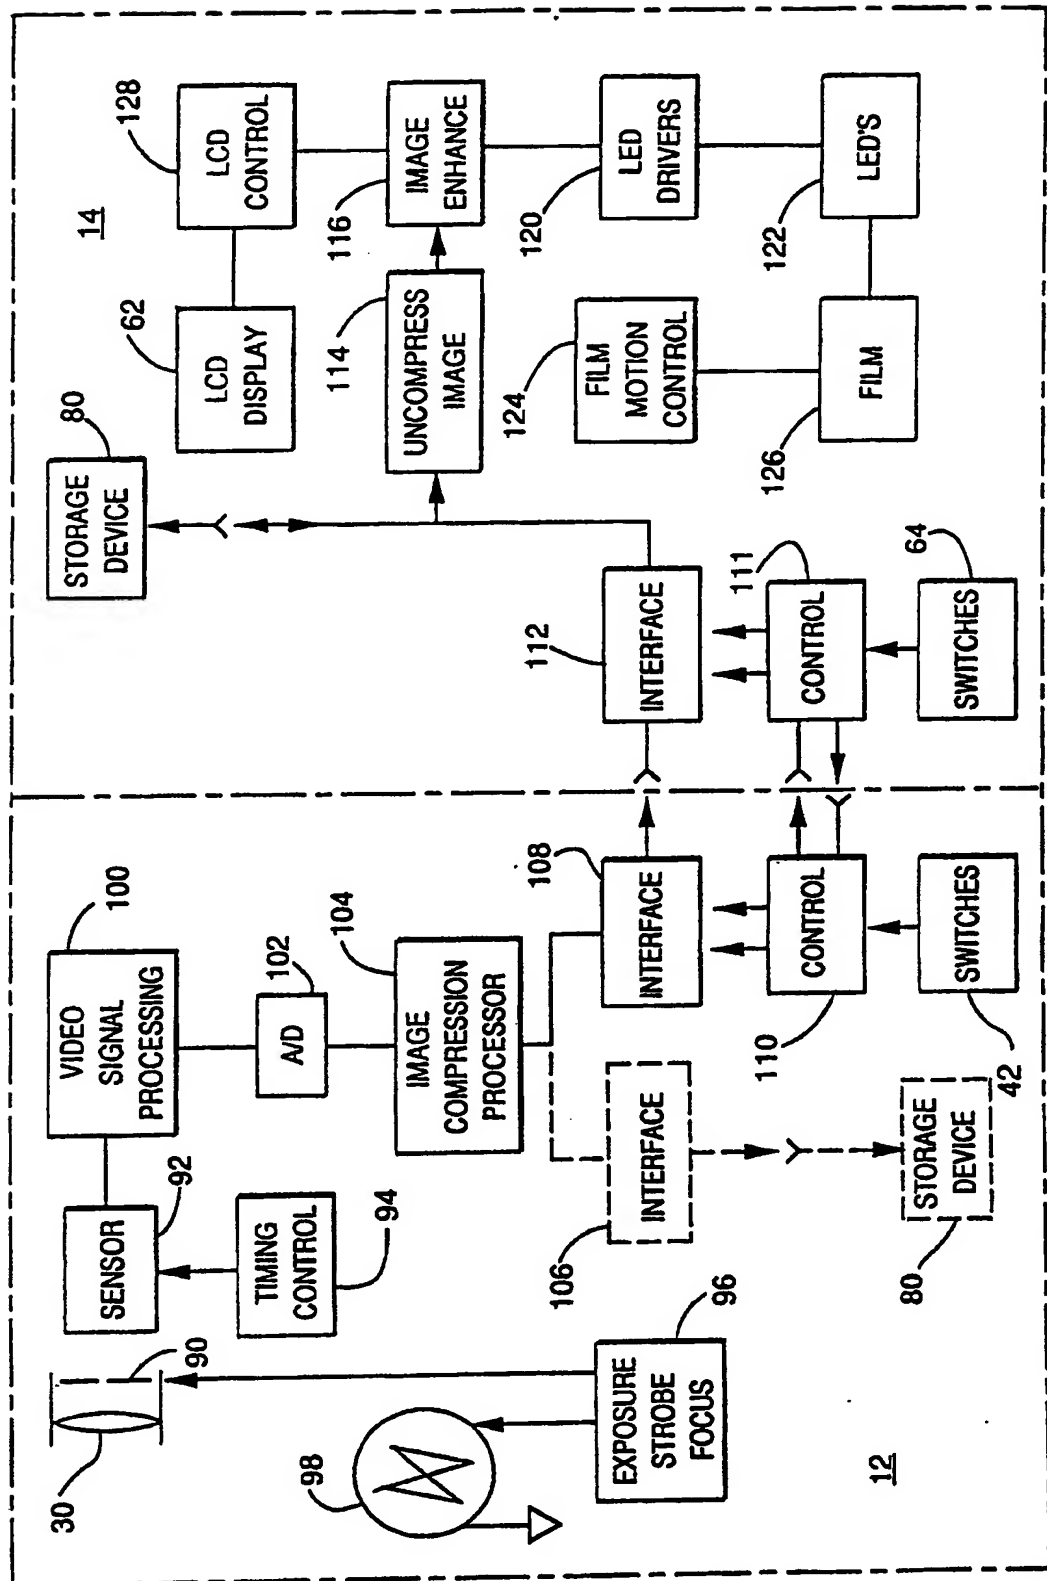 30
90
SENSOR
92
TIMING
CONTROL
94
VIDEO
SIGNAL
PROCESSING
100
A/D
102
IMAGE
COMPRESSION
PROCESSOR
104
98
EXPOSURE
STROBE
FOCUS
96
INTERFACE
106
STORAGE
DEVICE
80
INTERFACE
108
CONTROL
110
SWITCHES
42
12
STORAGE
DEVICE
80
LCD
DISPLAY
62
LCD
CONTROL
128
14
UNCOMPRESS
IMAGE
114
IMAGE
ENHANCE
116
INTERFACE
112
FILM
MOTION
CONTROL
124
LED
DRIVERS
120
CONTROL
111
SWITCHES
64
FILM
126
LED'S
122